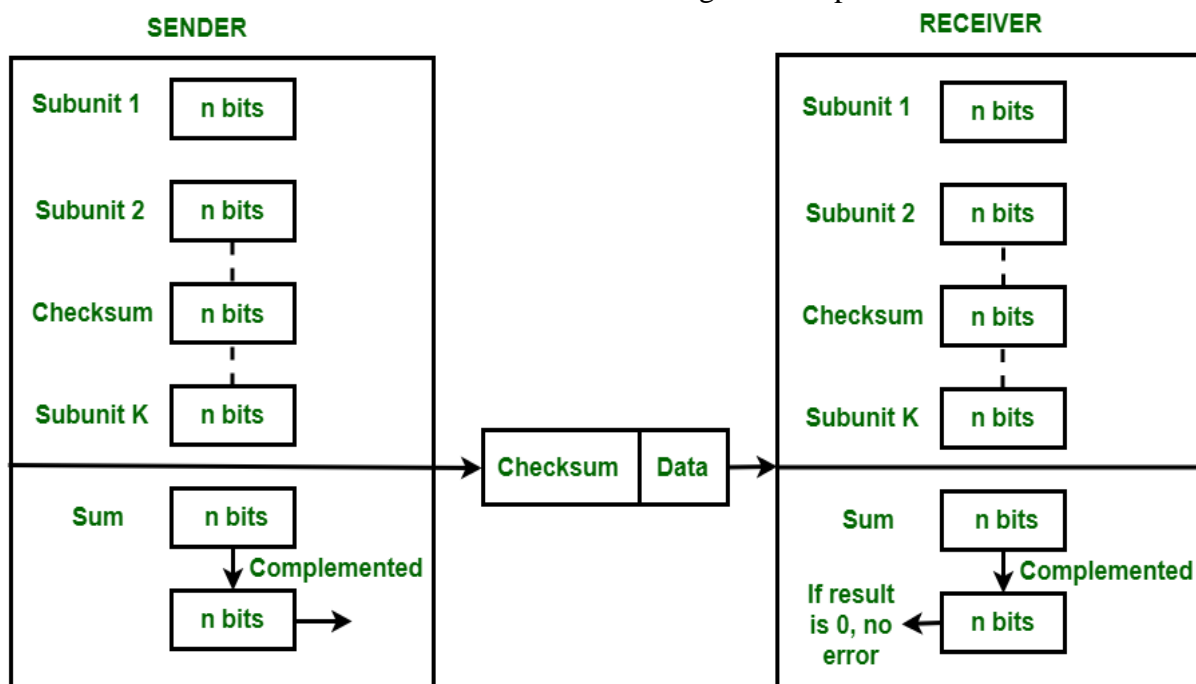 SENDER
Subunit 1 n bits
Subunit 2 n bits
Checksum n bits
Subunit K n bits
Sum n bits
Complemented
n bits
Checksum Data
RECEIVER
Subunit 1 n bits
Subunit 2 n bits
Checksum n bits
Subunit K n bits
Sum n bits
Complemented
n bits
If result
is 0, no
error